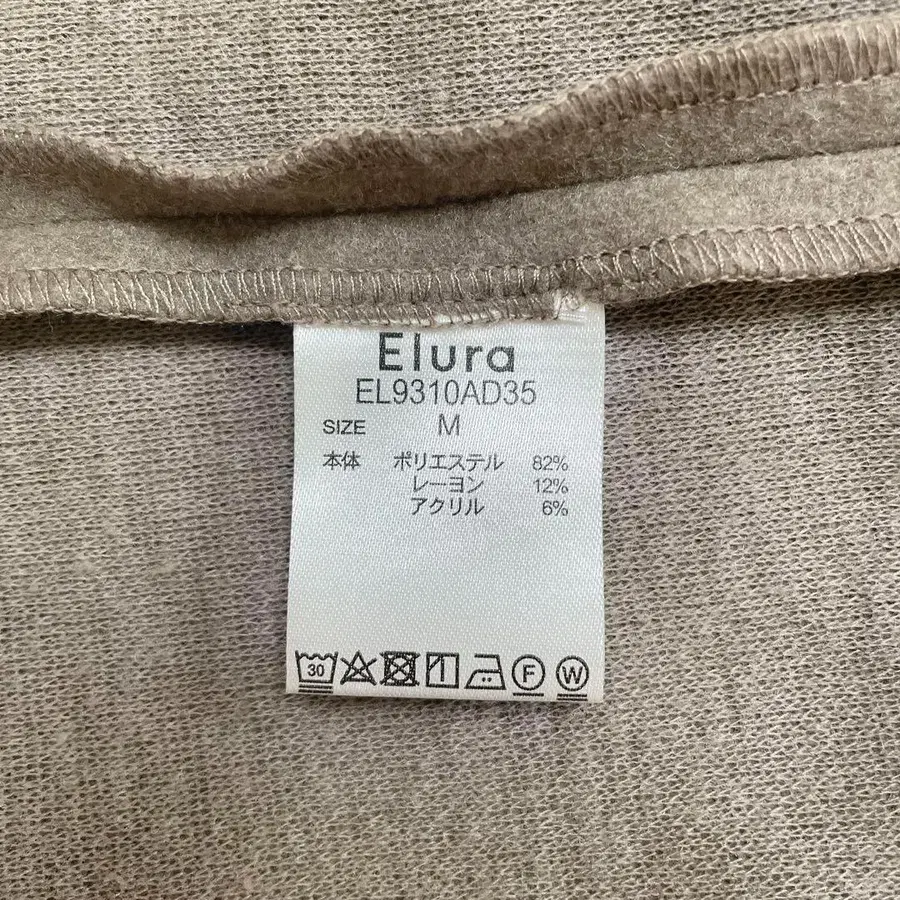 Elura
EL9310AD35
SIZE M
本体 ポリエステル 82%
レーヨン 12%
アクリル 6%
30 F W